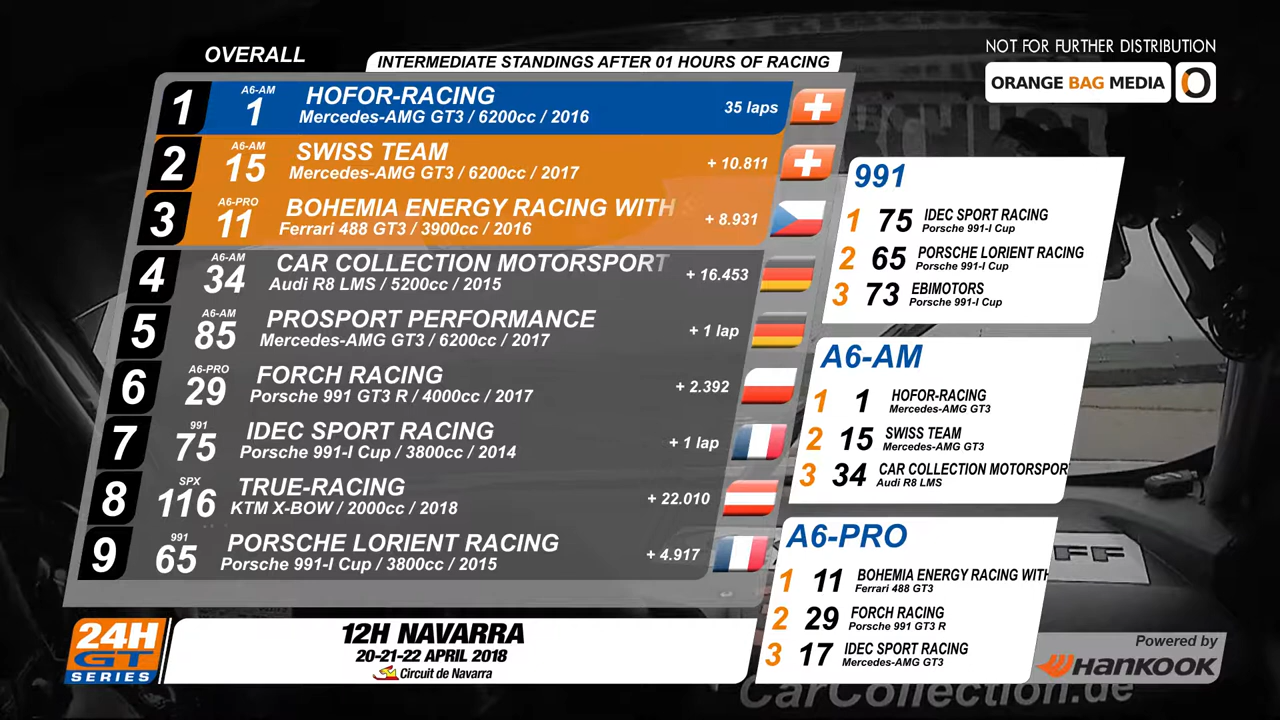 OVERALL
INTERMEDIATE STANDINGS AFTER 01 HOURS OF RACING
NOT FOR FURTHER DISTRIBUTION
ORANGE BAG MEDIA
1 A6-AM 1 HOFOR-RACING 35 laps
Mercedes-AMG GT3 / 6200cc / 2016
2 A6-AM 15 SWISS TEAM + 10.811
Mercedes-AMG GT3 / 6200cc / 2017
3 A6-PRO 11 BOHEMIA ENERGY RACING WITH S + 8.931
Ferrari 488 GT3 / 3900cc / 2016
4 A6-AM 34 CAR COLLECTION MOTORSPORT + 16.453
Audi R8 LMS / 5200cc / 2015
5 A6-AM 85 PROSPORT PERFORMANCE + 1 lap
Mercedes-AMG GT3 / 6200cc / 2017
6 A6-PRO 29 FORCH RACING + 2.392
Porsche 991 GT3 R / 4000cc / 2017
7 991 75 IDEC SPORT RACING + 1 lap
Porsche 991-I Cup / 3800cc / 2014
8 SPX 116 TRUE-RACING + 22.010
KTM X-BOW / 2000cc / 2018
9 991 65 PORSCHE LORIENT RACING + 4.917
Porsche 991-I Cup / 3800cc / 2015
991
1 75 IDEC SPORT RACING
Porsche 991-I Cup
2 65 PORSCHE LORIENT RACING
Porsche 991-I Cup
3 73 EBIMOTORS
Porsche 991-I Cup
A6-AM
1 1 HOFOR-RACING
Mercedes-AMG GT3
2 15 SWISS TEAM
Mercedes-AMG GT3
3 34 CAR COLLECTION MOTORSPOR
Audi R8 LMS
A6-PRO
1 11 BOHEMIA ENERGY RACING WITH
Ferrari 488 GT3
2 29 FORCH RACING
Porsche 991 GT3 R
3 17 IDEC SPORT RACING
Mercedes-AMG GT3
24H
GT
SERIES
12H NAVARRA
20-21-22 APRIL 2018
Circuit de Navarra
Powered by
HANKOOK
CarCollection.de